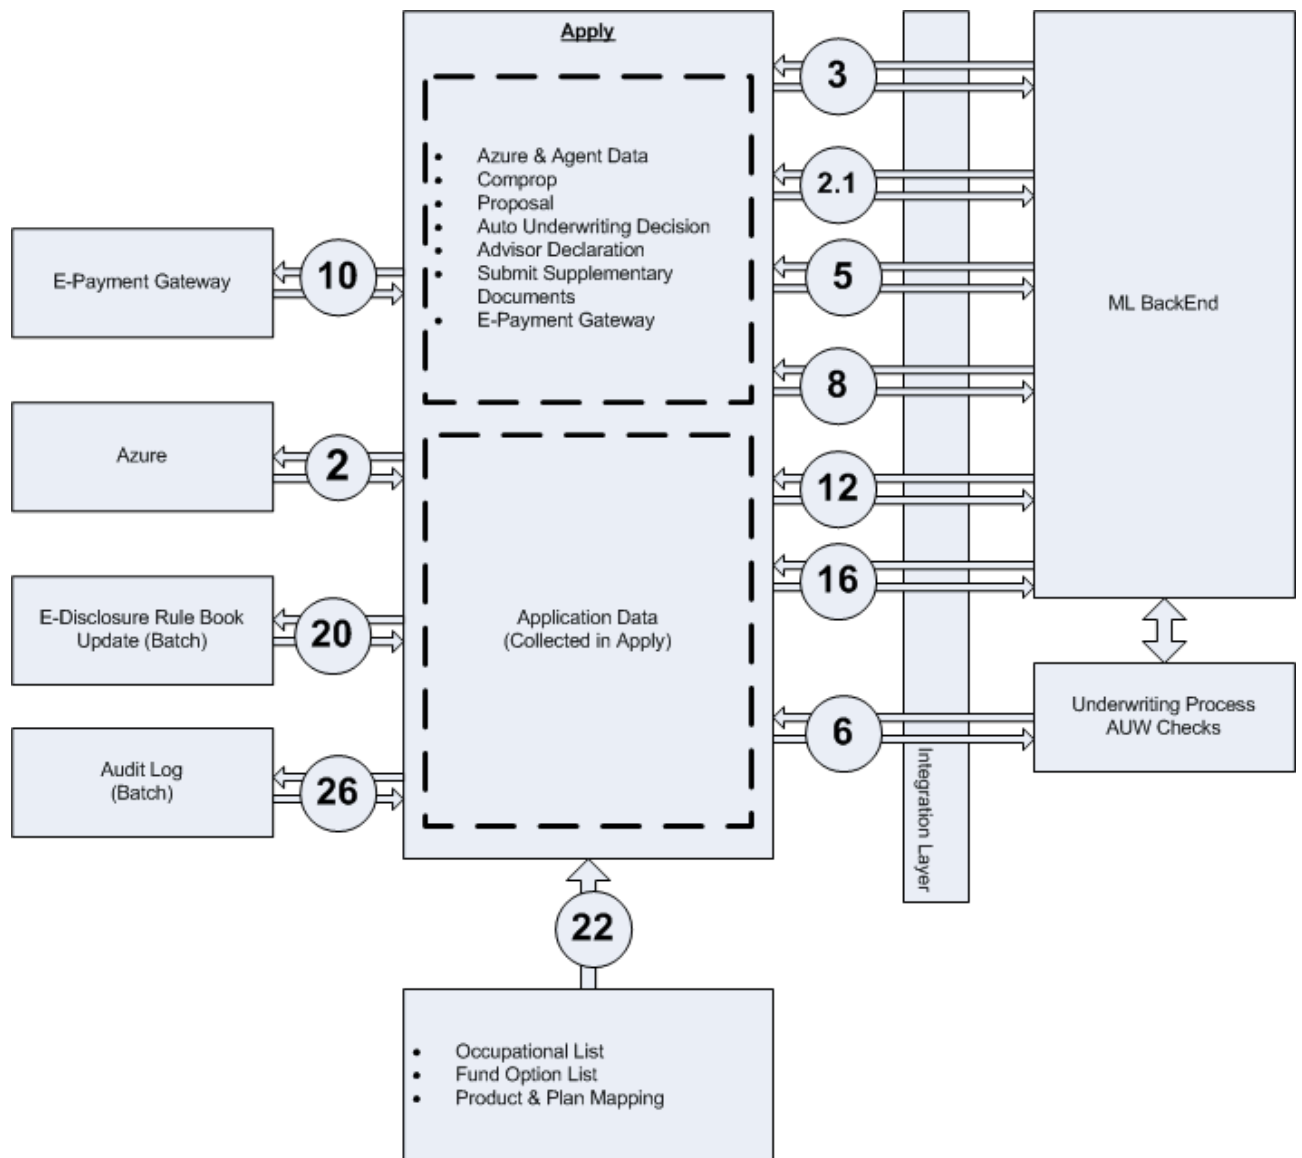 Apply
• Azure & Agent Data
• Comprop
• Proposal
• Auto Underwriting Decision
• Advisor Declaration
• Submit Supplementary
Documents
• E-Payment Gateway
Application Data
(Collected in Apply)
E-Payment Gateway
10
Azure
2
E-Disclosure Rule Book
Update (Batch)
20
Audit Log
(Batch)
26
3
2.1
5
8
12
16
6
Integration Layer
ML BackEnd
Underwriting Process
AUW Checks
22
• Occupational List
• Fund Option List
• Product & Plan Mapping